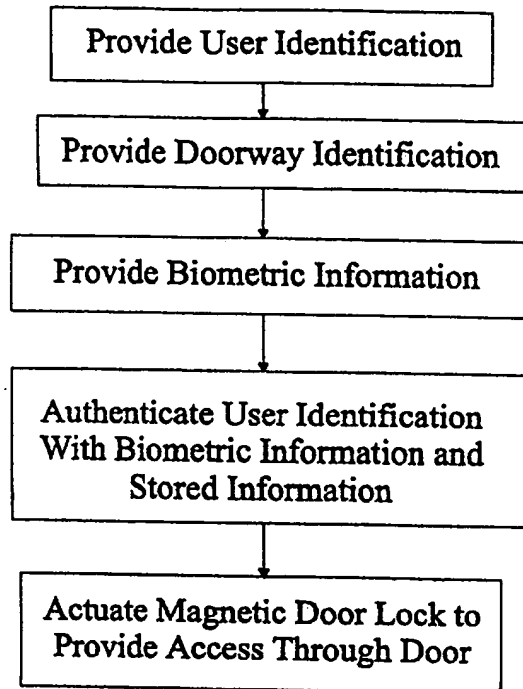 Provide User Identification
Provide Doorway Identification
Provide Biometric Information
Authenticate User Identification
With Biometric Information and
Stored Information
Actuate Magnetic Door Lock to
Provide Access Through Door